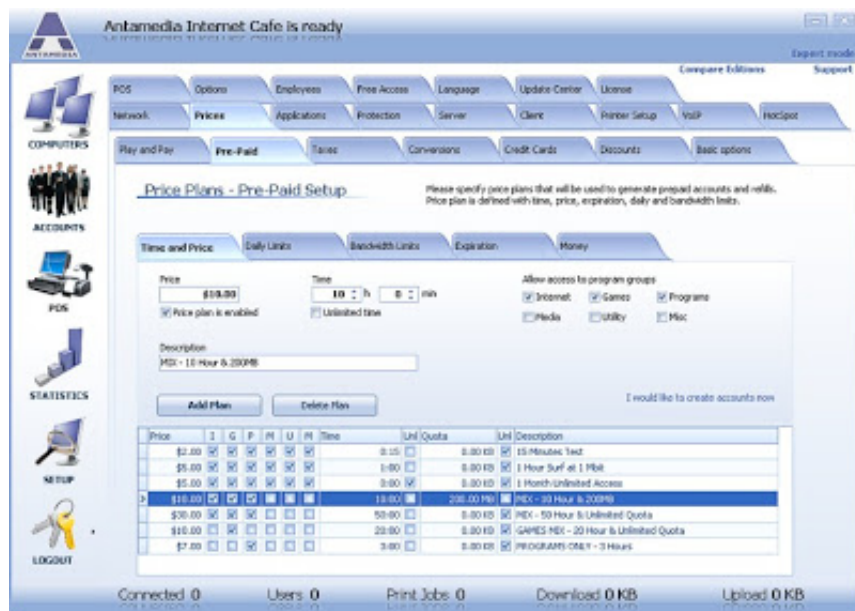 Antamedia Internet Cafe is ready
ANTAMEDIA
Expert mode
Compare Editions Support
POS Options Employees Free Access Language Update Center License
Network Prices Applications Protection Server Client Printer Setup VoIP HotSpot
Play and Pay Pre-Paid Taxes Conversions Credit Cards Discounts Basic options
COMPUTERS
ACCOUNTS
POS
STATISTICS
SETUP
LOGOUT
Price Plans - Pre-Paid Setup
Please specify price plans that will be used to generate prepaid accounts and refills.
Price plan is defined with time, price, expiration, daily and bandwidth limits.
Time and Price Daily Limits Bandwidth Limits Expiration Money
Price Time Allow access to program groups
$10.00 10 h 0 min Internet Games Programs
Price plan is enabled Unlimited time Media Utility Misc
Description
MIX - 10 Hour & 200MB
Add Plan Delete Plan I would like to create accounts now
Price I G P M U M Time Unl Quota Unl Description
$2.00 0:15 0.00 KB 15 Minutes Test
$5.00 1:00 0.00 KB 1 Hour Surf at 1 Mbit
$5.00 0:00 0.00 KB 1 Month Unlimited Access
$10.00 10:00 200.00 MB MIX - 10 Hour & 200MB
$30.00 50:00 0.00 KB MIX - 50 Hour & Unlimited Quota
$10.00 20:00 0.00 KB GAMES MIX - 20 Hour & Unlimited Quota
$7.00 3:00 0.00 KB PROGRAMS ONLY - 3 Hours
Connected 0 Users 0 Print Jobs 0 Download 0 KB Upload 0 KB